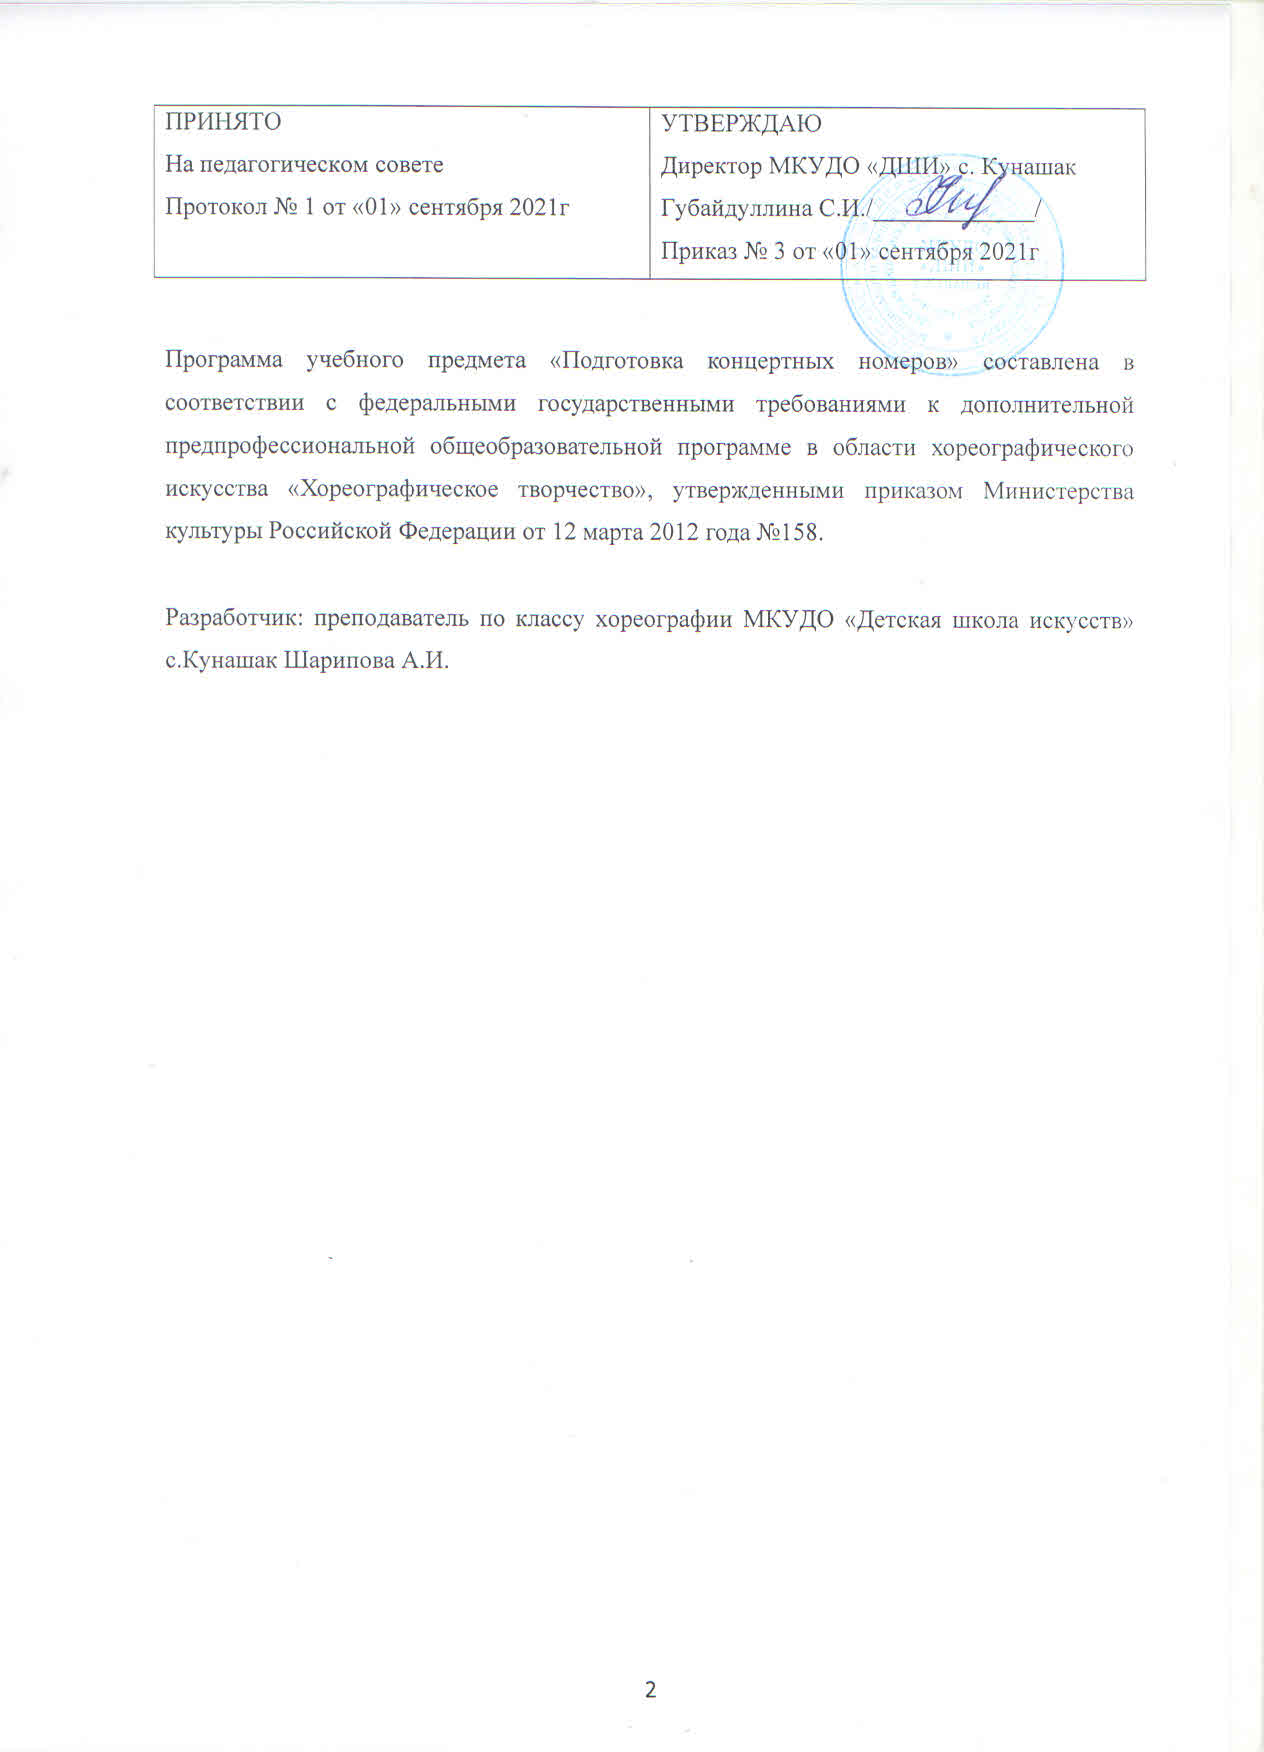 ПРИНЯТО
На педагогическом совете
Протокол № 1 от «01» сентября 2021г
УТВЕРЖДАЮ
Директор МКУДО «ДШИ» с. Кунашак
Губайдуллина С.И./_____________/
Приказ № 3 от «01» сентября 2021г
Программа учебного предмета «Подготовка концертных номеров» составлена в
соответствии с федеральными государственными требованиями к дополнительной
предпрофессиональной общеобразовательной программе в области хореографического
искусства «Хореографическое творчество», утвержденными приказом Министерства
культуры Российской Федерации от 12 марта 2012 года №158.
Разработчик: преподаватель по классу хореографии МКУДО «Детская школа искусств»
с.Кунашак Шарипова А.И.
2